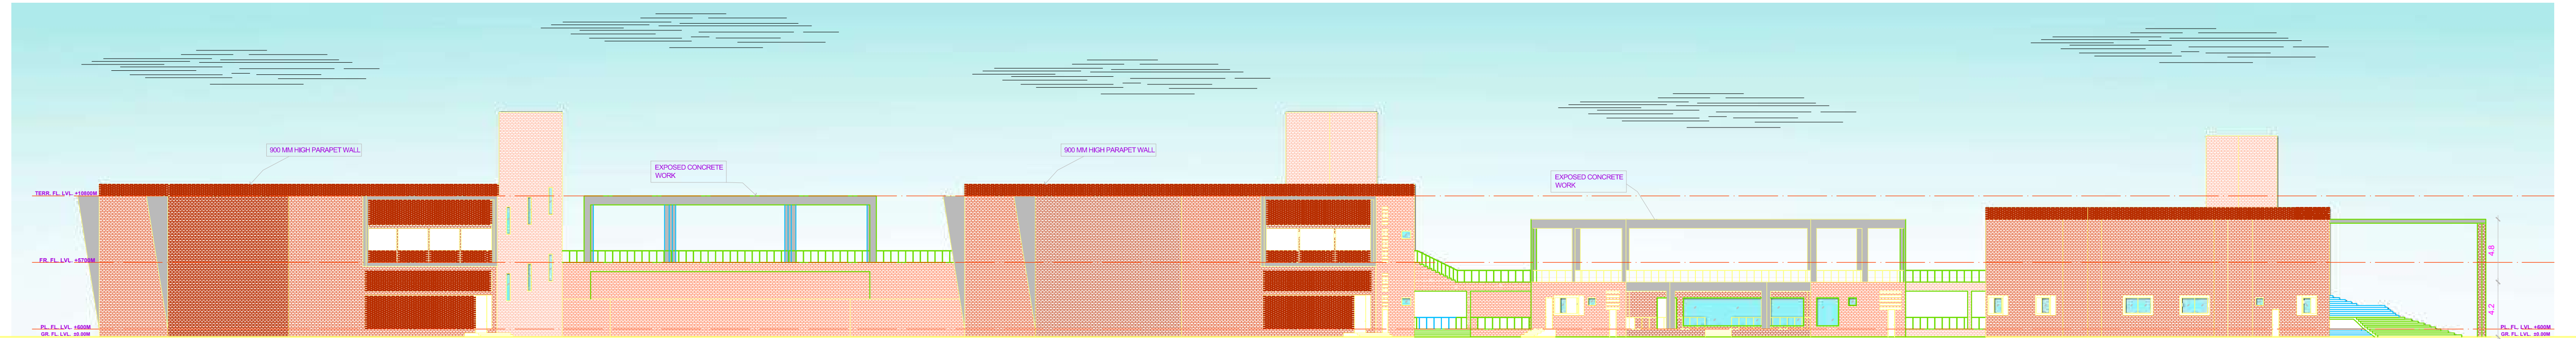 900 MM HIGH PARAPET WALL
EXPOSED CONCRETE
WORK
900 MM HIGH PARAPET WALL
EXPOSED CONCRETE
WORK
TERR. FL. LVL. +10800M
FR. FL. LVL. +5700M
4.8
4.2
PL. FL. LVL. +600M
GR. FL. LVL. ±0.00M
PL. FL. LVL. +600M
GR. FL. LVL. ±0.00M